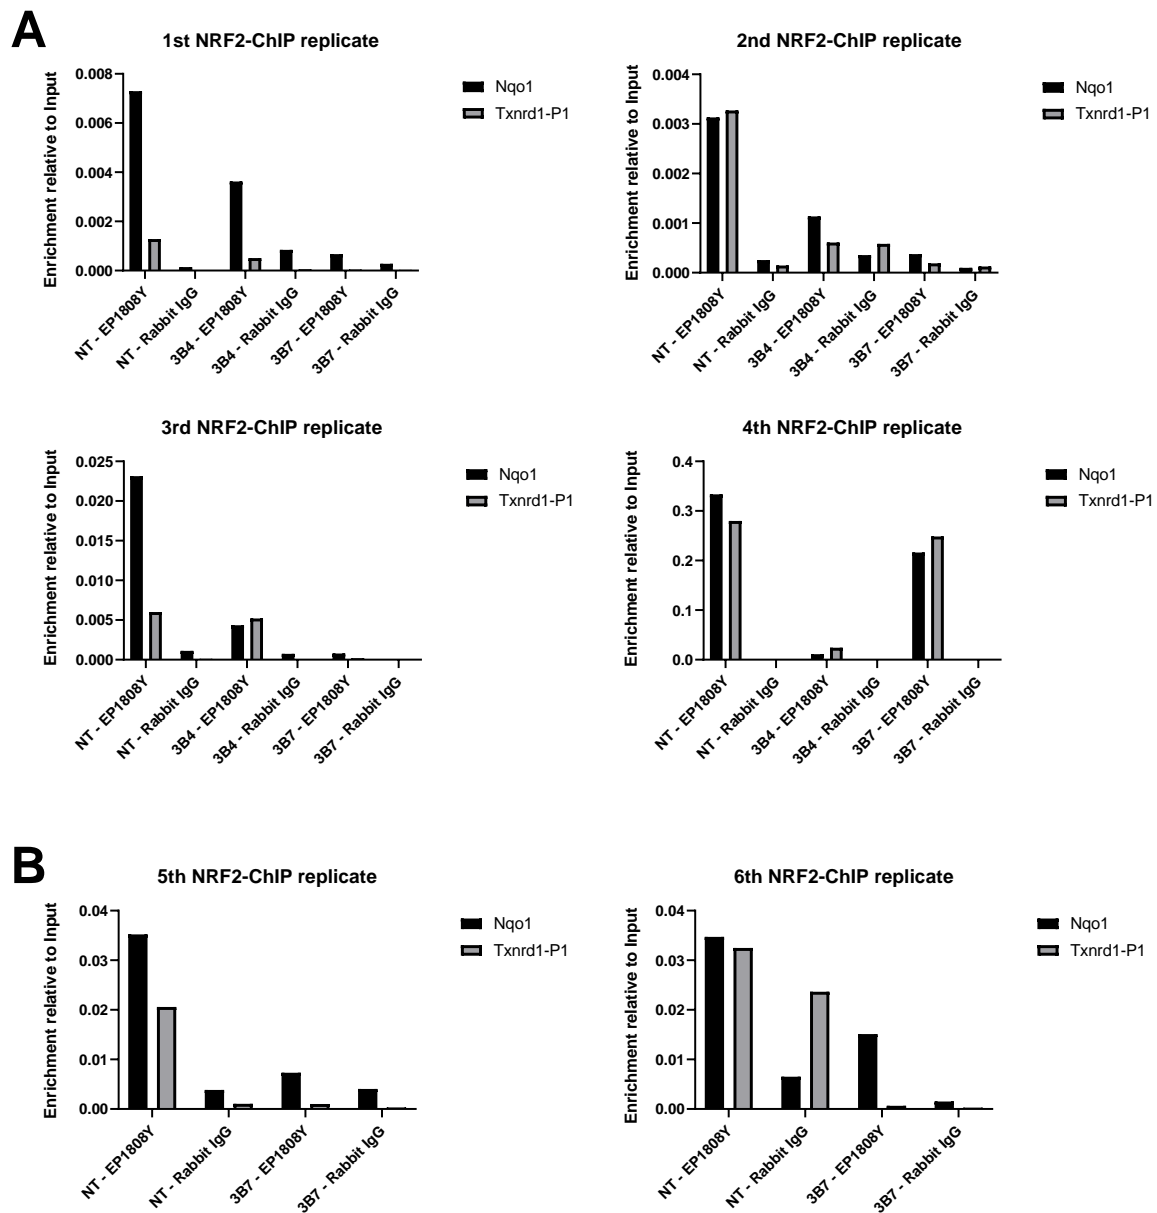 A
1st NRF2-ChIP replicate
Enrichment relative to Input
0.008
0.006
0.004
0.002
0.000
NT - EP1808Y
NT - Rabbit IgG
3B4 - EP1808Y
3B4 - Rabbit IgG
3B7 - EP1808Y
3B7 - Rabbit IgG
Nqo1
Txnrd1-P1
2nd NRF2-ChIP replicate
Enrichment relative to Input
0.004
0.003
0.002
0.001
0.000
NT - EP1808Y
NT - Rabbit IgG
3B4 - EP1808Y
3B4 - Rabbit IgG
3B7 - EP1808Y
3B7 - Rabbit IgG
Nqo1
Txnrd1-P1
3rd NRF2-ChIP replicate
Enrichment relative to Input
0.025
0.020
0.015
0.010
0.005
0.000
NT - EP1808Y
NT - Rabbit IgG
3B4 - EP1808Y
3B4 - Rabbit IgG
3B7 - EP1808Y
3B7 - Rabbit IgG
Nqo1
Txnrd1-P1
4th NRF2-ChIP replicate
Enrichment relative to Input
0.4
0.3
0.2
0.1
0.0
NT - EP1808Y
NT - Rabbit IgG
3B4 - EP1808Y
3B4 - Rabbit IgG
3B7 - EP1808Y
3B7 - Rabbit IgG
Nqo1
Txnrd1-P1
B
5th NRF2-ChIP replicate
Enrichment relative to Input
0.04
0.03
0.02
0.01
0.00
NT - EP1808Y
NT - Rabbit IgG
3B7 - EP1808Y
3B7 - Rabbit IgG
Nqo1
Txnrd1-P1
6th NRF2-ChIP replicate
Enrichment relative to Input
0.04
0.03
0.02
0.01
0.00
NT - EP1808Y
NT - Rabbit IgG
3B7 - EP1808Y
3B7 - Rabbit IgG
Nqo1
Txnrd1-P1